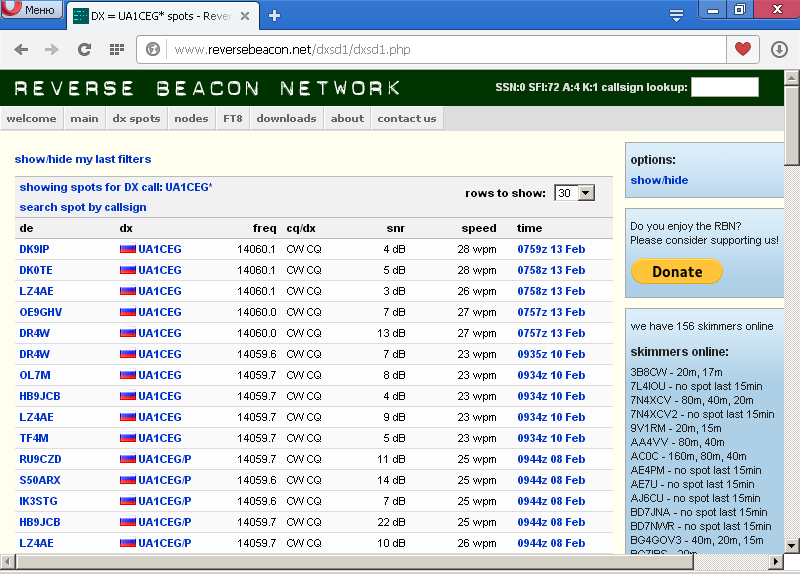 Меню
DX = UA1CEG* spots - Rever
www.reversebeacon.net/dxsd1/dxsd1.php
REVERSE BEACON NETWORK
SSN:0 SFI:72 A:4 K:1 callsign lookup:
welcome main dx spots nodes FT8 downloads about contact us
show/hide my last filters
showing spots for DX call: UA1CEG*
rows to show: 30
search spot by callsign
de dx freq cq/dx snr speed time
DK9IP UA1CEG 14060.1 CW CQ 4 dB 28 wpm 0759z 13 Feb
DK0TE UA1CEG 14060.1 CW CQ 5 dB 28 wpm 0758z 13 Feb
LZ4AE UA1CEG 14060.1 CW CQ 3 dB 26 wpm 0758z 13 Feb
OE9GHV UA1CEG 14060.0 CW CQ 7 dB 27 wpm 0757z 13 Feb
DR4W UA1CEG 14060.0 CW CQ 13 dB 27 wpm 0757z 13 Feb
DR4W UA1CEG 14059.6 CW CQ 7 dB 23 wpm 0935z 10 Feb
OL7M UA1CEG 14059.7 CW CQ 8 dB 23 wpm 0934z 10 Feb
HB9JCB UA1CEG 14059.7 CW CQ 4 dB 23 wpm 0934z 10 Feb
LZ4AE UA1CEG 14059.7 CW CQ 9 dB 23 wpm 0934z 10 Feb
TF4M UA1CEG 14059.7 CW CQ 5 dB 23 wpm 0934z 10 Feb
RU9CZD UA1CEG/P 14059.7 CW CQ 11 dB 25 wpm 0944z 08 Feb
S50ARX UA1CEG/P 14059.6 CW CQ 14 dB 25 wpm 0944z 08 Feb
IK3STG UA1CEG/P 14059.6 CW CQ 7 dB 25 wpm 0944z 08 Feb
HB9JCB UA1CEG/P 14059.7 CW CQ 22 dB 25 wpm 0944z 08 Feb
LZ4AE UA1CEG/P 14059.7 CW CQ 10 dB 26 wpm 0944z 08 Feb
options:
show/hide
Do you enjoy the RBN?
Please consider supporting us!
Donate
we have 156 skimmers online
skimmers online:
3B8CW - 20m, 17m
7L4IOU - no spot last 15min
7N4XCV - 80m, 40m, 20m
7N4XCV2 - no spot last 15min
9V1RM - 20m, 15m
AA4VV - 80m, 40m
AC0C - 160m, 80m, 40m
AE4PM - no spot last 15min
AE7U - no spot last 15min
AJ6CU - no spot last 15min
BD7JNA - no spot last 15min
BD7NWR - no spot last 15min
BG4GOV3 - 40m, 20m, 15m